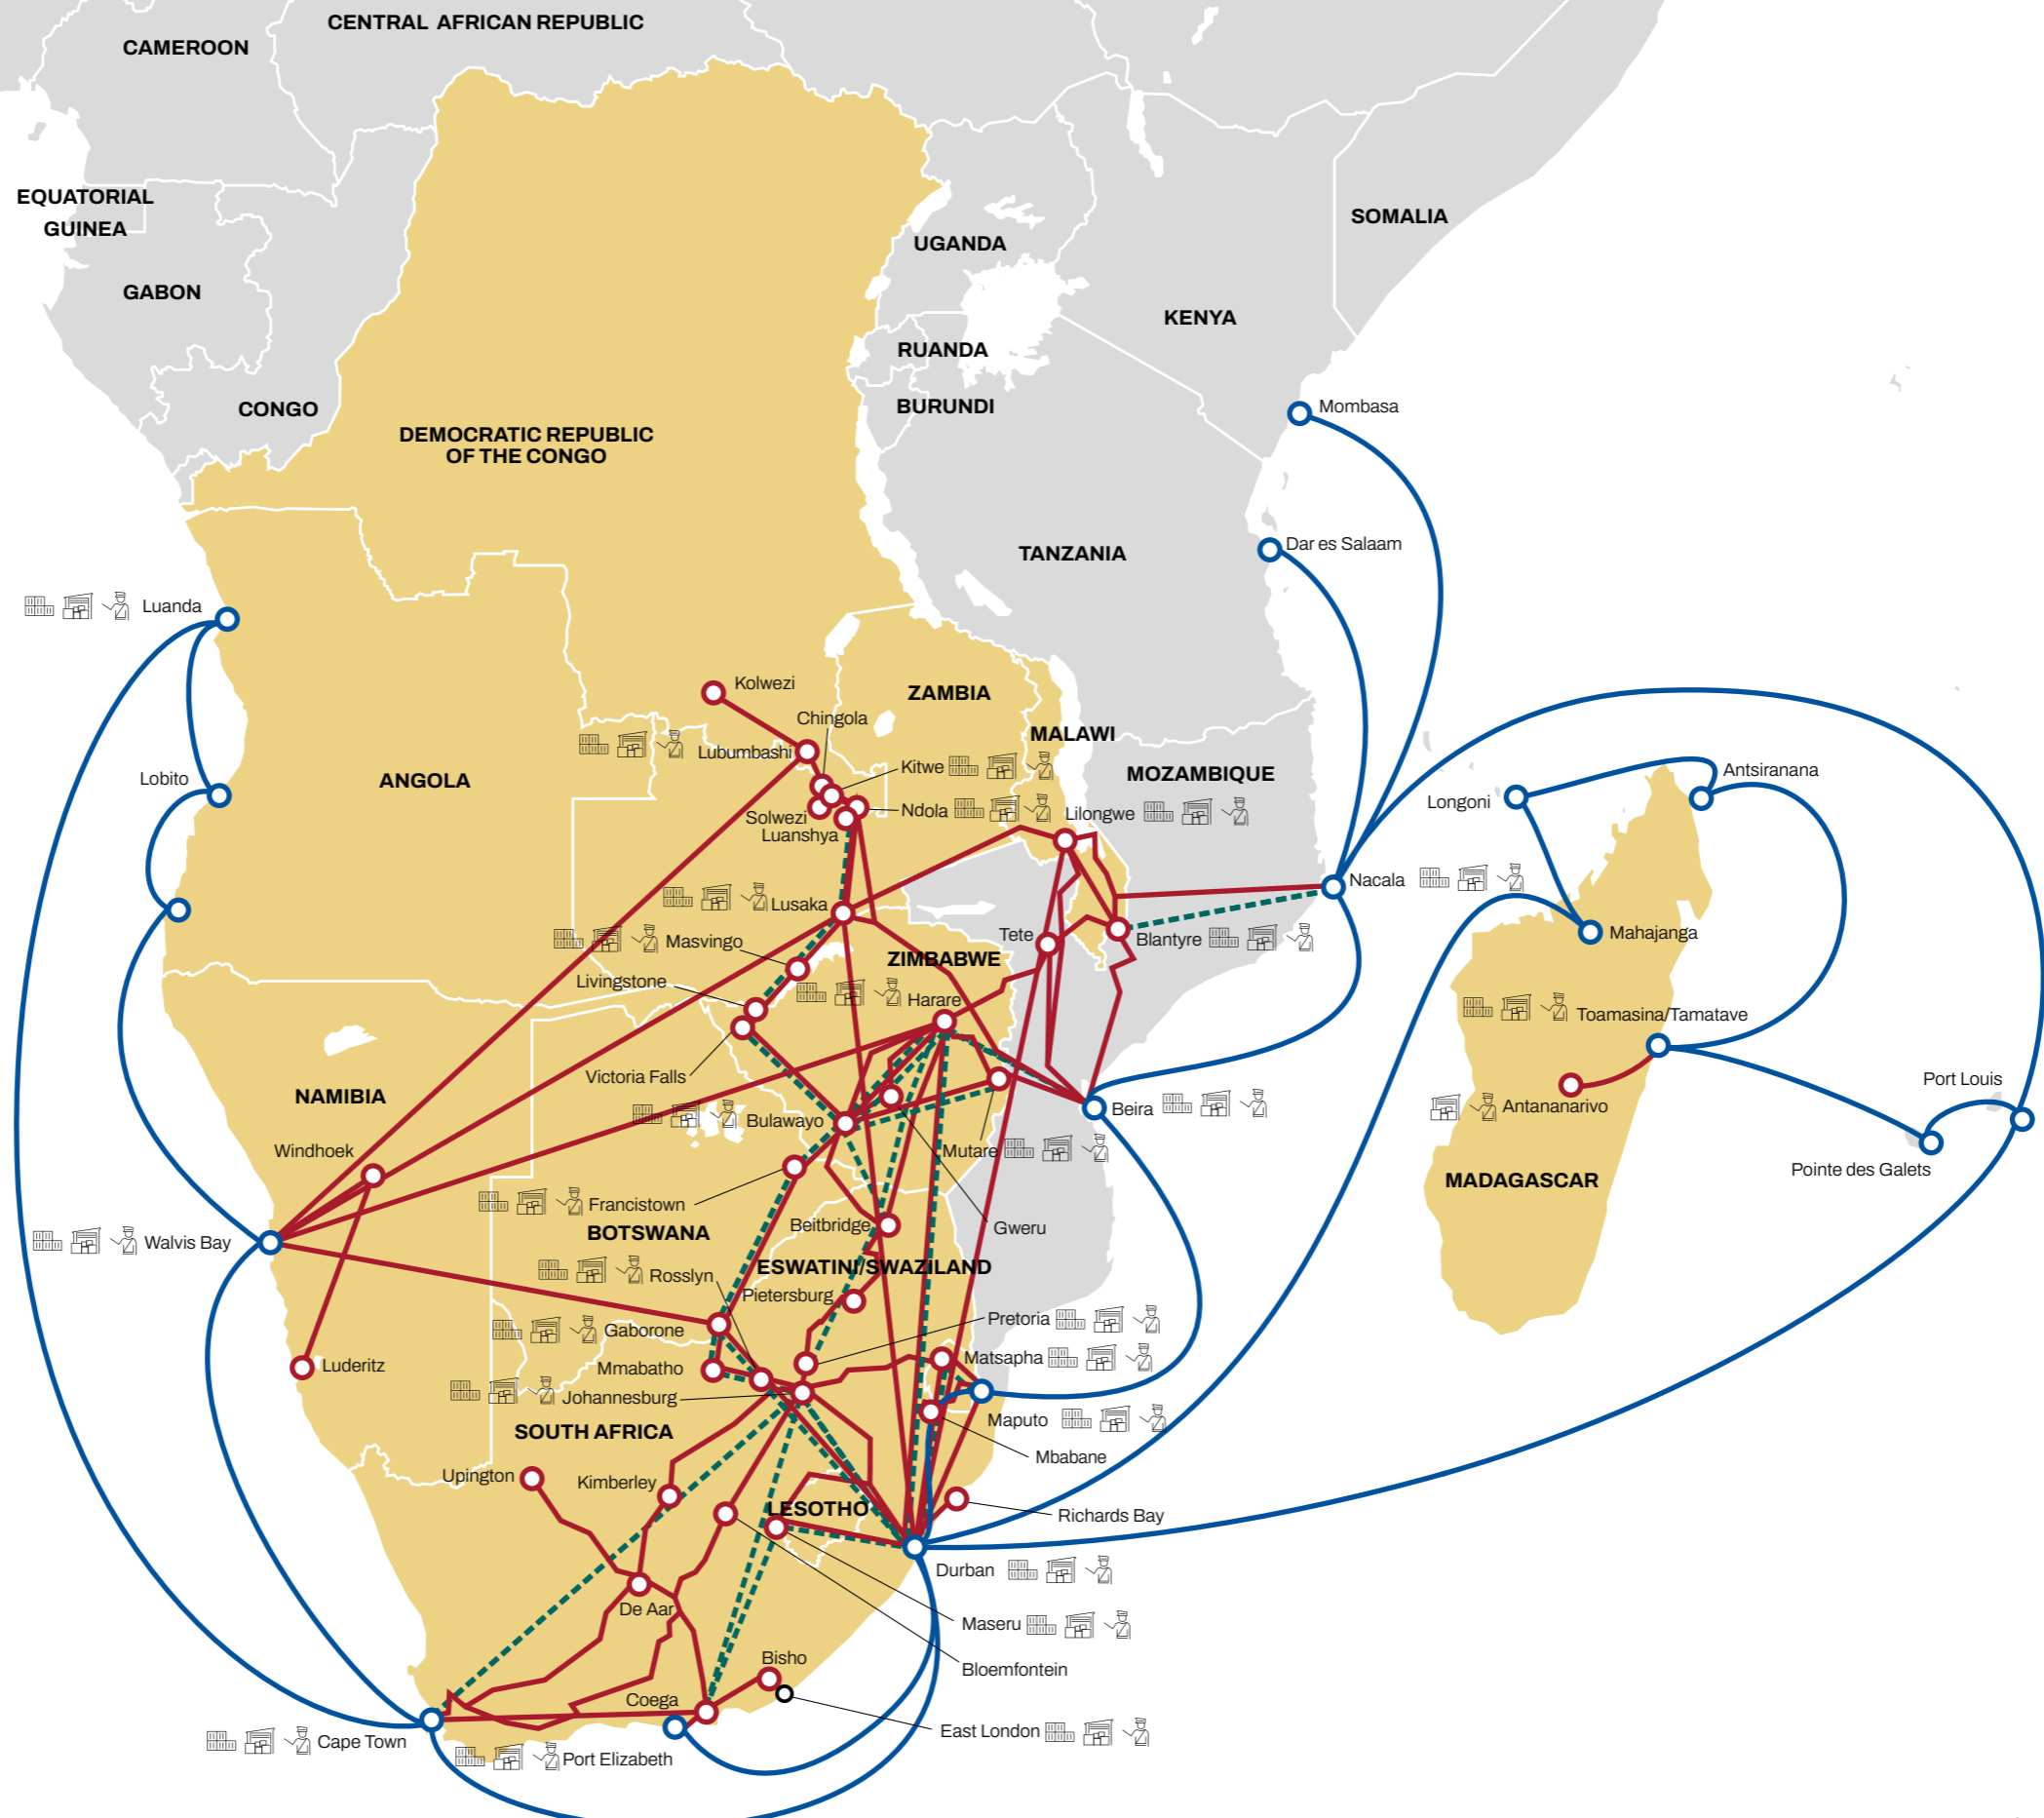 CENTRAL AFRICAN REPUBLIC
CAMEROON
EQUATORIAL
GUINEA
SOMALIA
UGANDA
GABON
KENYA
RUANDA
BURUNDI
CONGO
Mombasa
DEMOCRATIC REPUBLIC
OF THE CONGO
Dar es Salaam
TANZANIA
Luanda
Kolwezi
ZAMBIA
Chingola
MALAWI
Lubumbashi
Kitwe
MOZAMBIQUE
Antsiranana
Lobito
ANGOLA
Longoni
Ndola
Lilongwe
Solwezi
Luanshya
Nacala
Lusaka
Mahajanga
Tete
Blantyre
Masvingo
ZIMBABWE
Livingstone
Harare
Toamasina/Tamatave
Victoria Falls
Port Louis
NAMIBIA
Antananarivo
Beira
Bulawayo
Windhoek
Mutare
Pointe des Galets
MADAGASCAR
Francistown
Beitbridge
Gweru
BOTSWANA
Walvis Bay
ESWATINI/SWAZILAND
Rosslyn
Pietersburg
Pretoria
Gaborone
Matsapha
Luderitz
Mmabatho
Johannesburg
Maputo
SOUTH AFRICA
Mbabane
Upington
Kimberley
LESOTHO
Richards Bay
Durban
De Aar
Maseru
Bisho
Bloemfontein
Coega
East London
Cape Town
Port Elizabeth